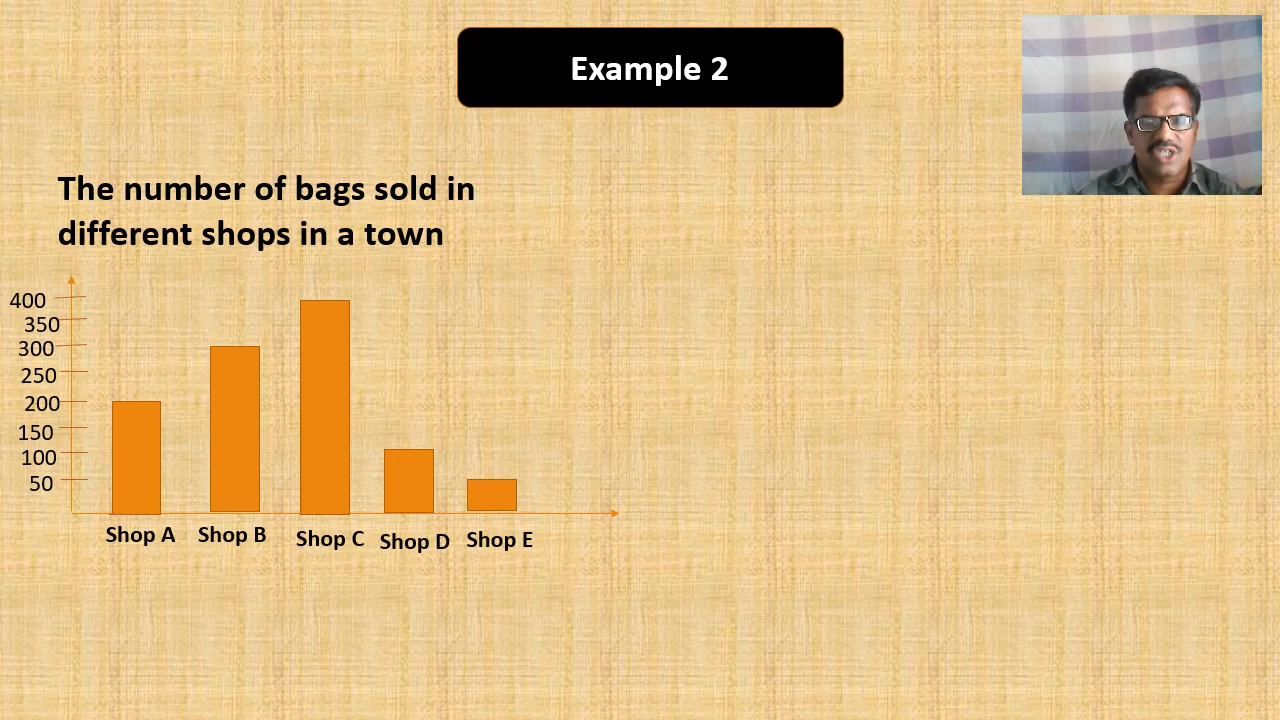 Example 2
The number of bags sold in
different shops in a town
400
350
300
250
200
150
100
50
Shop A Shop B Shop C Shop D Shop E